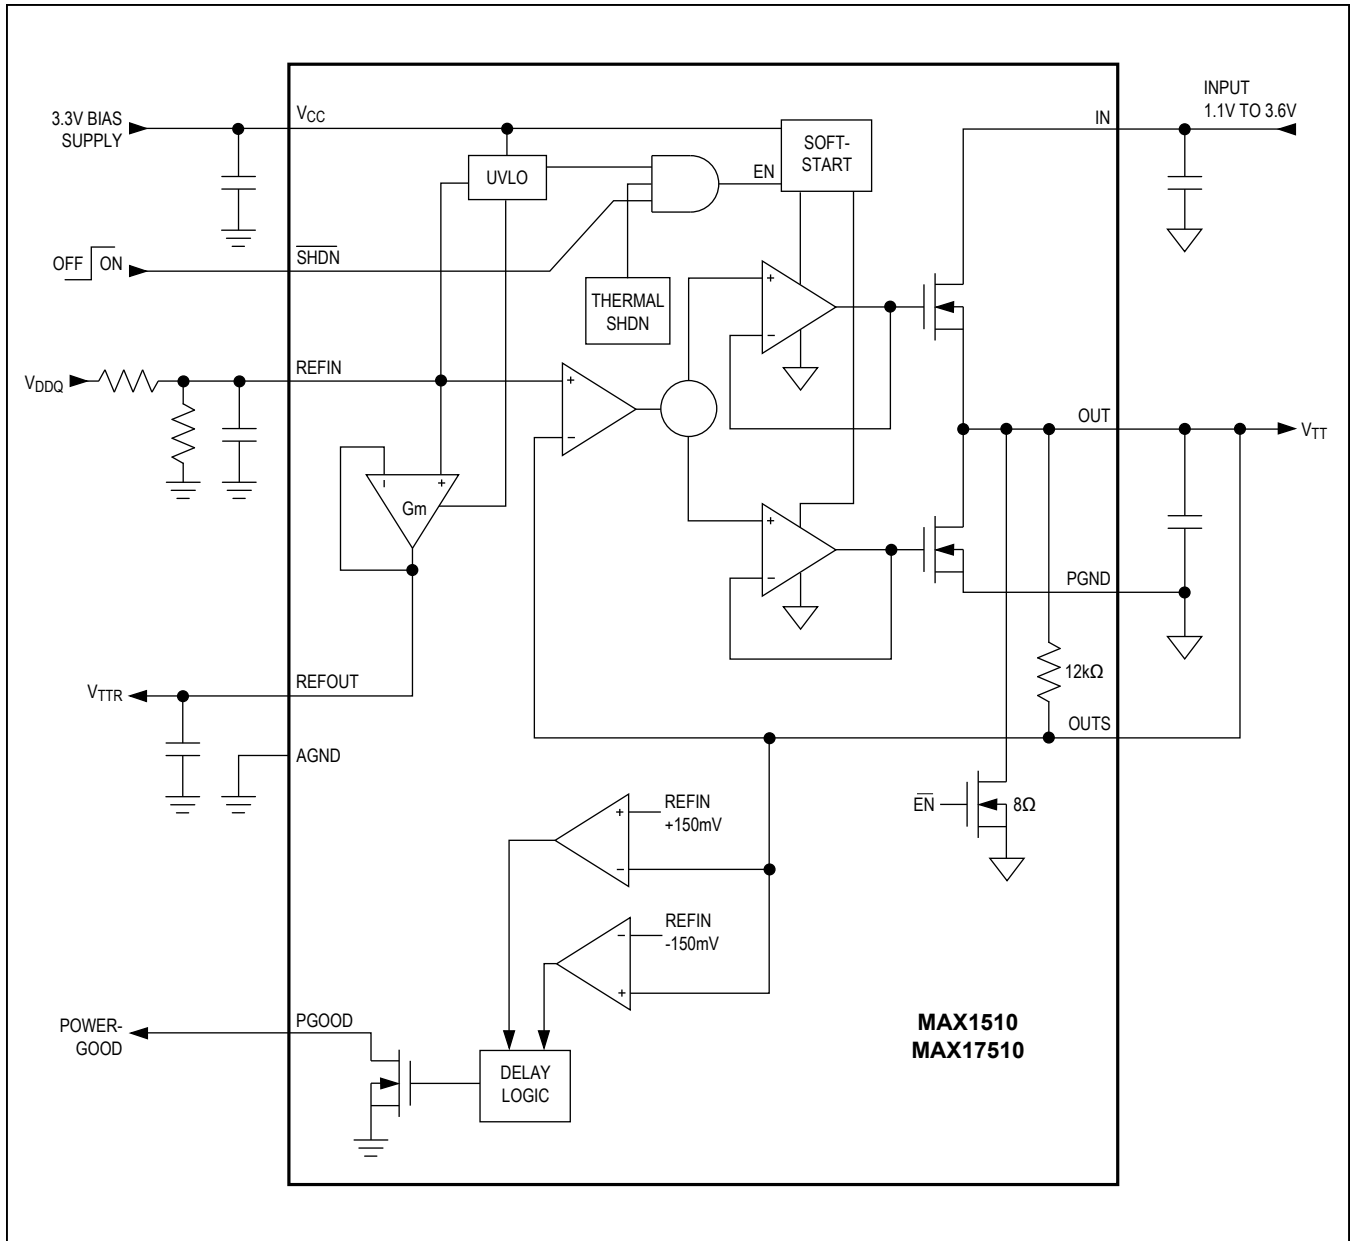 INPUT
1.1V TO 3.6V
3.3V BIAS
SUPPLY
VCC
IN
SOFT-
START
UVLO
EN
OFF
ON
SHDN
THERMAL
SHDN
+
-
VDDQ
REFIN
+
-
OUT
VTT
-
+
Gm
+
-
PGND
12kΩ
VTTR
REFOUT
OUTS
AGND
REFIN
+150mV
+
-
EN
8Ω
REFIN
-150mV
-
+
POWER-
GOOD
PGOOD
MAX1510
MAX17510
DELAY
LOGIC